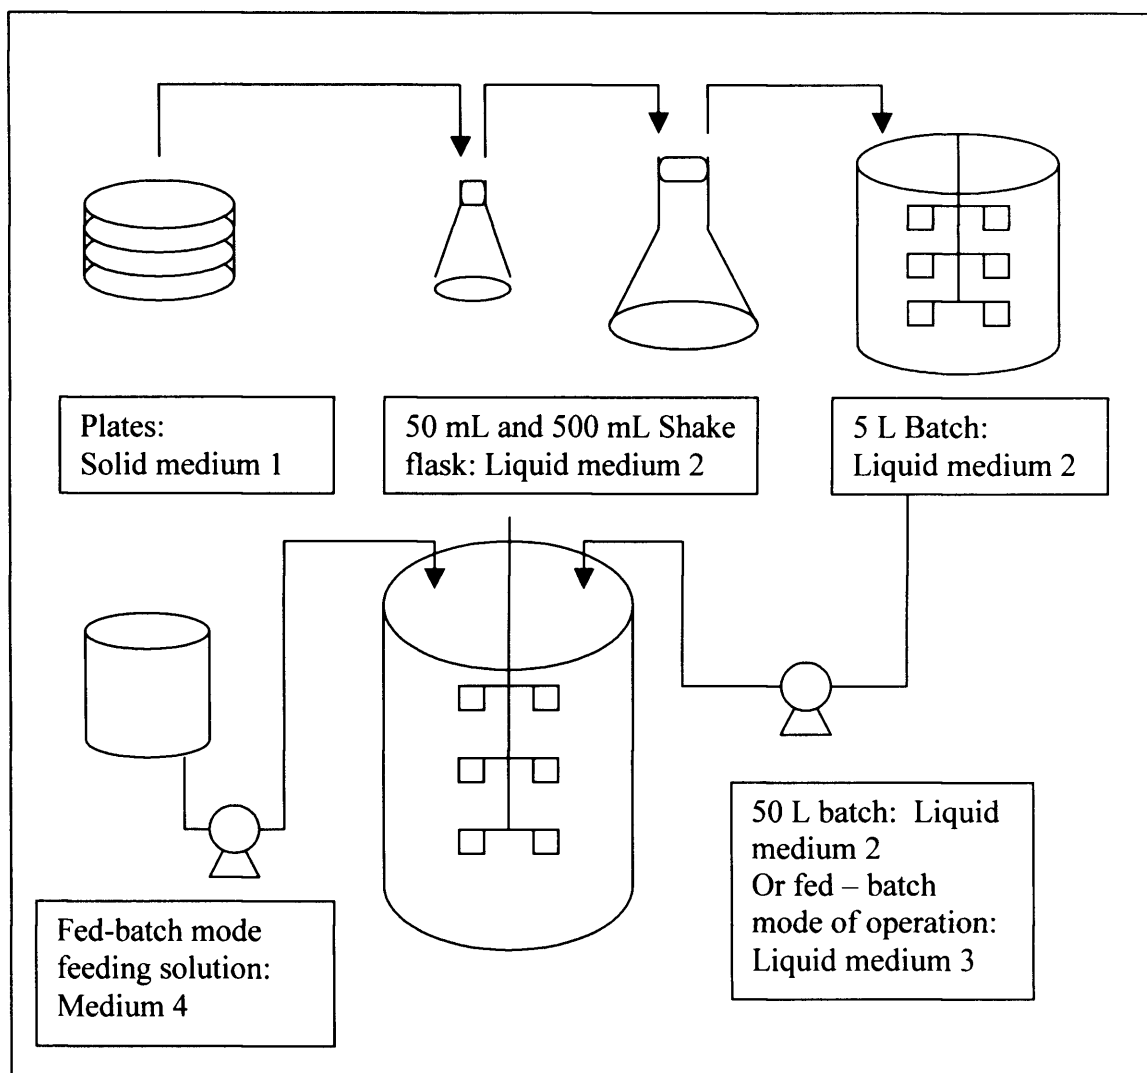 Plates:
Solid medium 1
50 mL and 500 mL Shake
flask: Liquid medium 2
5 L Batch:
Liquid medium 2
50 L batch:  Liquid
medium 2
Or fed – batch
mode of operation:
Liquid medium 3
Fed-batch mode
feeding solution:
Medium 4